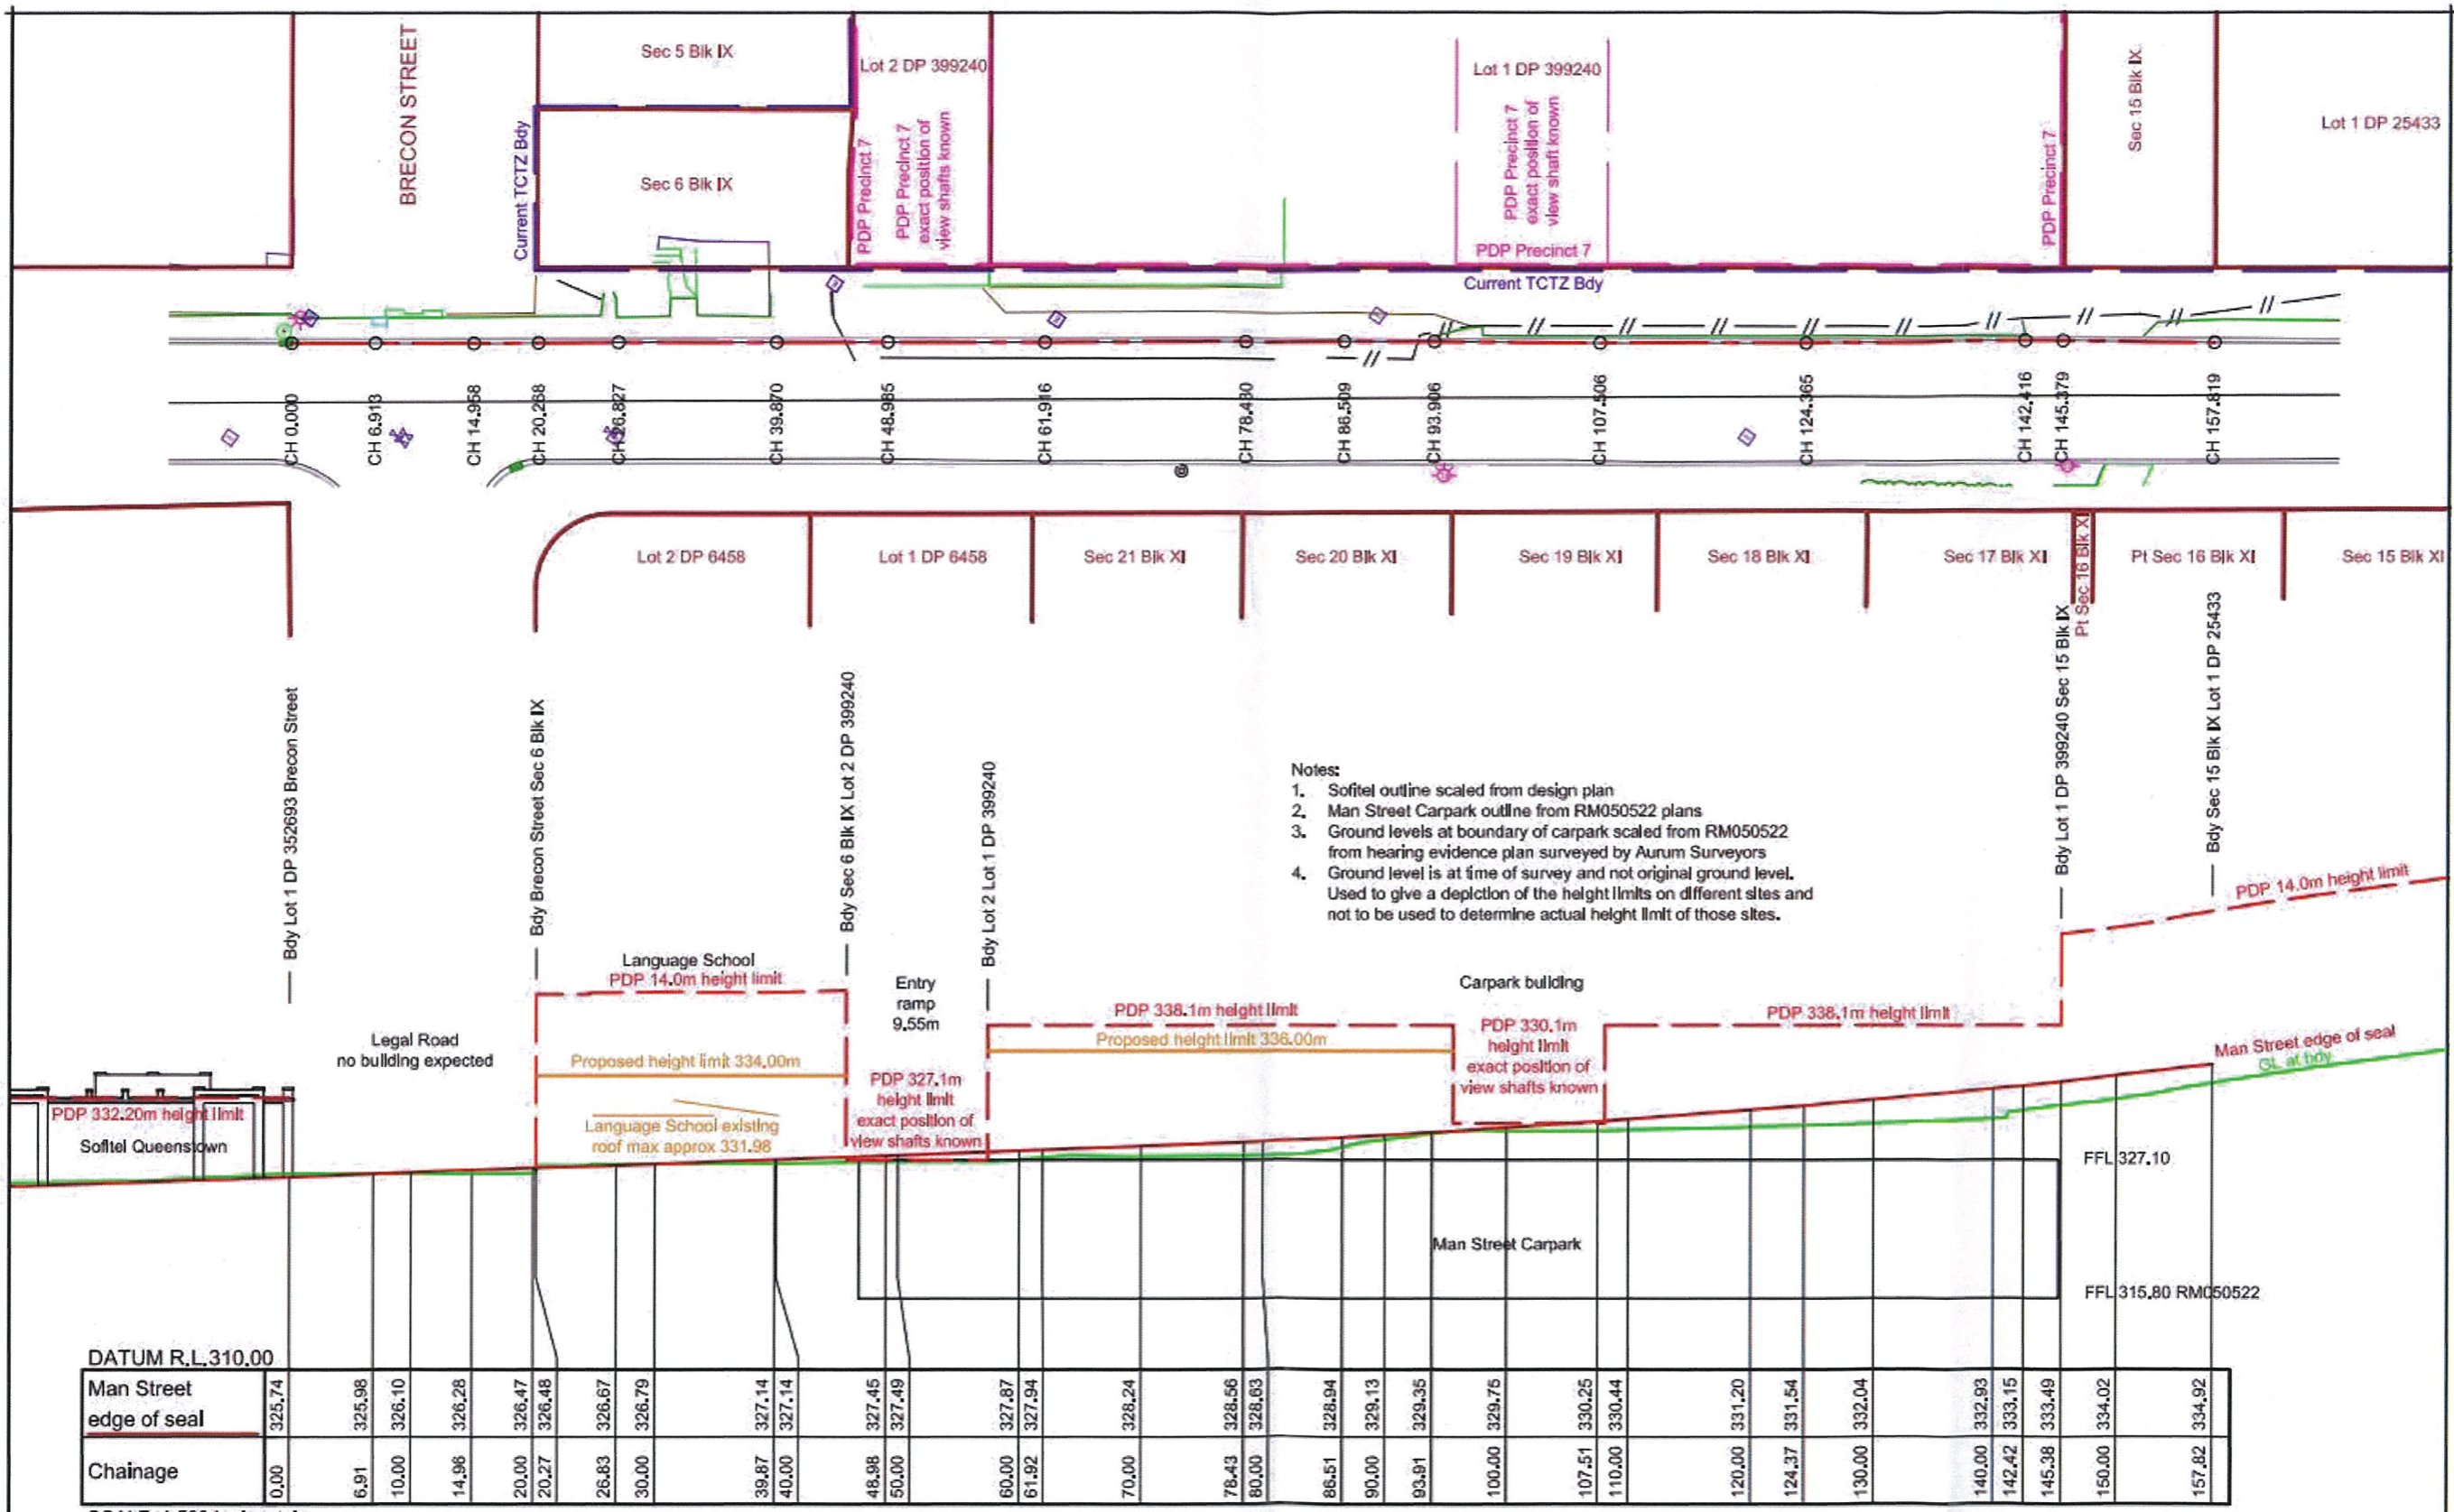 BRECON STREET
Sec 5 Blk IX
Lot 2 DP 399240
Lot 1 DP 399240
Sec 15 Blk IX
Lot 1 DP 25433
Current TCTZ Bdy
Sec 6 Blk IX
PDP Precinct 7
PDP Precinct 7
exact position of
view shafts known
PDP Precinct 7
exact position of
view shaft known
PDP Precinct 7
PDP Precinct 7
Current TCTZ Bdy
CH 0.000
CH 6.913
CH 14.958
CH 20.268
CH 26.827
CH 39.870
CH 48.985
CH 61.916
CH 78.430
CH 86.509
CH 93.906
CH 107.506
CH 124.365
CH 142.416
CH 145.379
CH 157.819
Lot 2 DP 6458
Lot 1 DP 6458
Sec 21 Blk XI
Sec 20 Blk XI
Sec 19 Blk XI
Sec 18 Blk XI
Sec 17 Blk XI
Pt Sec 16 Blk XI
Pt Sec 16 Blk XI
Sec 15 Blk XI
Bdy Lot 1 DP 352693 Brecon Street
Bdy Brecon Street Sec 6 Blk IX
Bdy Sec 6 Blk IX Lot 2 DP 399240
Bdy Lot 2 Lot 1 DP 399240
Bdy Lot 1 DP 399240 Sec 15 Blk IX
Bdy Sec 15 Blk IX Lot 1 DP 25433
Notes:
1. Sofitel outline scaled from design plan
2. Man Street Carpark outline from RM050522 plans
3. Ground levels at boundary of carpark scaled from RM050522
from hearing evidence plan surveyed by Aurum Surveyors
4. Ground level is at time of survey and not original ground level.
Used to give a depiction of the height limits on different sites and
not to be used to determine actual height limit of those sites.
PDP 14.0m height limit
Language School
PDP 14.0m height limit
Entry
ramp
9.55m
Carpark building
PDP 338.1m height limit
PDP 338.1m height limit
Legal Road
no building expected
Proposed height limit 334.00m
Proposed height limit 336.00m
PDP 330.1m
height limit
exact position of
view shafts known
PDP 327.1m
height limit
exact position of
view shafts known
Man Street edge of seal
GL at bdy
PDP 332.20m height limit
Sofitel Queenstown
Language School existing
roof max approx 331.98
FFL 327.10
Man Street Carpark
FFL 315.80 RM050522
DATUM R.L.310.00
Man Street
edge of seal
325.74 325.98 326.10 326.28 326.47 326.48 326.67 326.79 327.14 327.14 327.45 327.49 327.87 327.94 328.24 328.56 328.63 328.94 329.13 329.35 329.75 330.25 330.44 331.20 331.54 332.04 332.93 333.15 333.49 334.02 334.92
Chainage
0.00 6.91 10.00 14.96 20.00 20.27 26.83 30.00 39.87 40.00 48.98 50.00 60.00 61.92 70.00 78.43 80.00 86.51 90.00 93.91 100.00 107.51 110.00 120.00 124.37 130.00 140.00 142.42 145.38 150.00 157.82